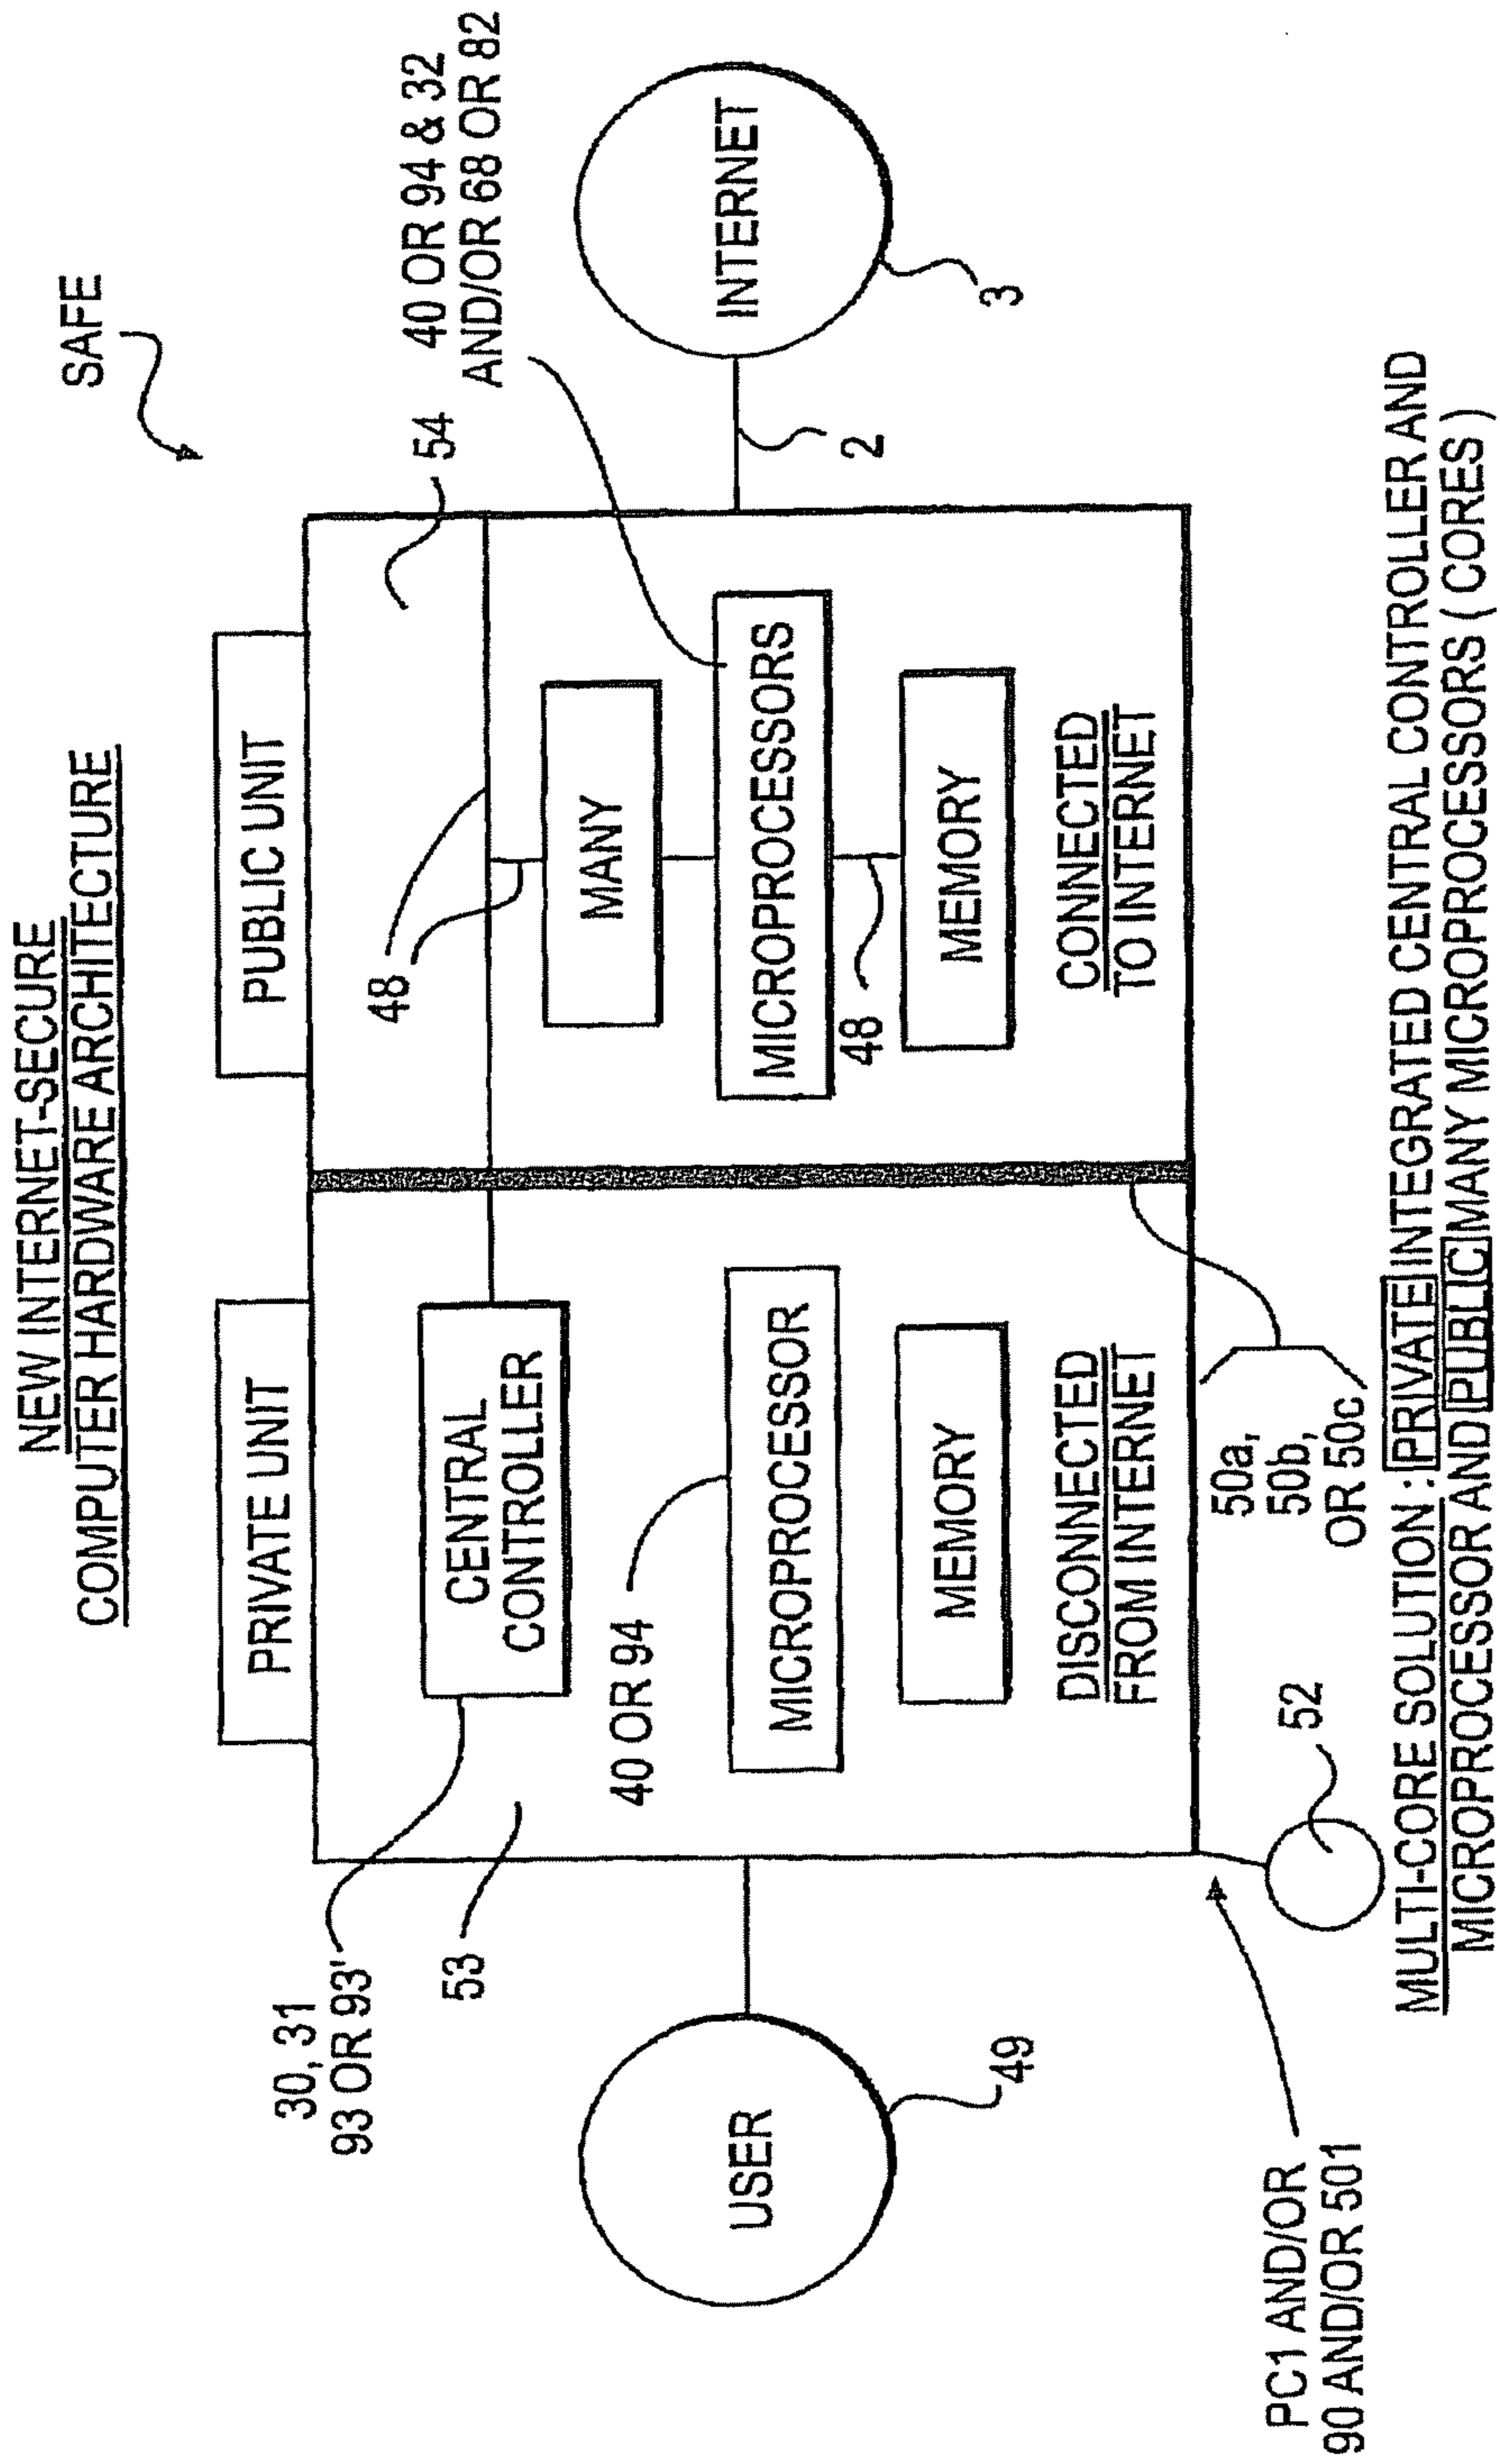 NEW INTERNET-SECURE
COMPUTER HARDWARE ARCHITECTURE
SAFE
PRIVATE UNIT
PUBLIC UNIT
54
40 OR 94 & 32
AND/OR 68 OR 82
30, 31
93 OR 93'
53
CENTRAL
CONTROLLER
48
MANY
40 OR 94
MICROPROCESSOR
MICROPROCESSORS
48
USER
INTERNET
2
3
49
MEMORY
MEMORY
DISCONNECTED
FROM INTERNET
CONNECTED
TO INTERNET
PC1 AND/OR
90 AND/OR 501
52
50a,
50b,
OR 50c
MULTI-CORE SOLUTION : PRIVATE INTEGRATED CENTRAL CONTROLLER AND
MICROPROCESSOR AND PUBLIC MANY MICROPROCESSORS ( CORES )